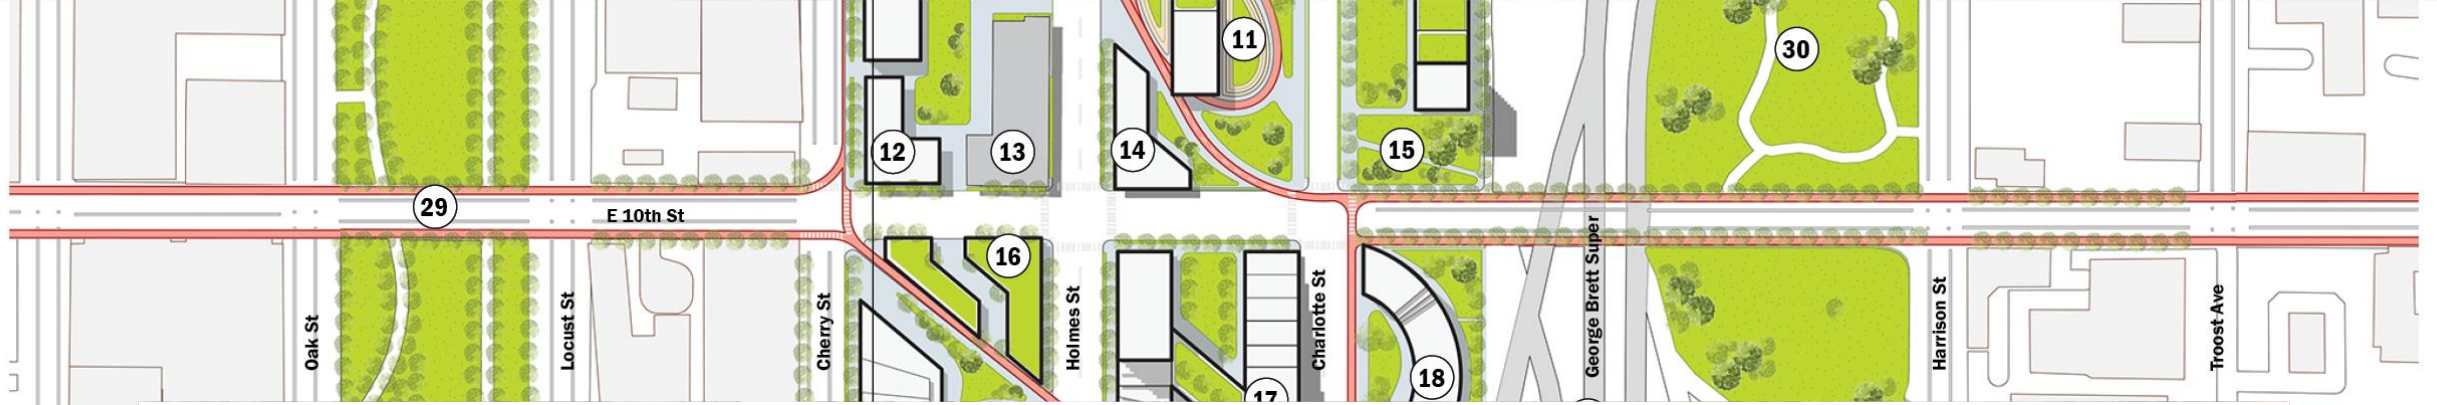 11
30
12
13
14
15
29
E 10th St
16
Oak St
Locust St
Cherry St
Holmes St
Charlotte St
George Brett Super
Harrison St
Troost Ave
18
17